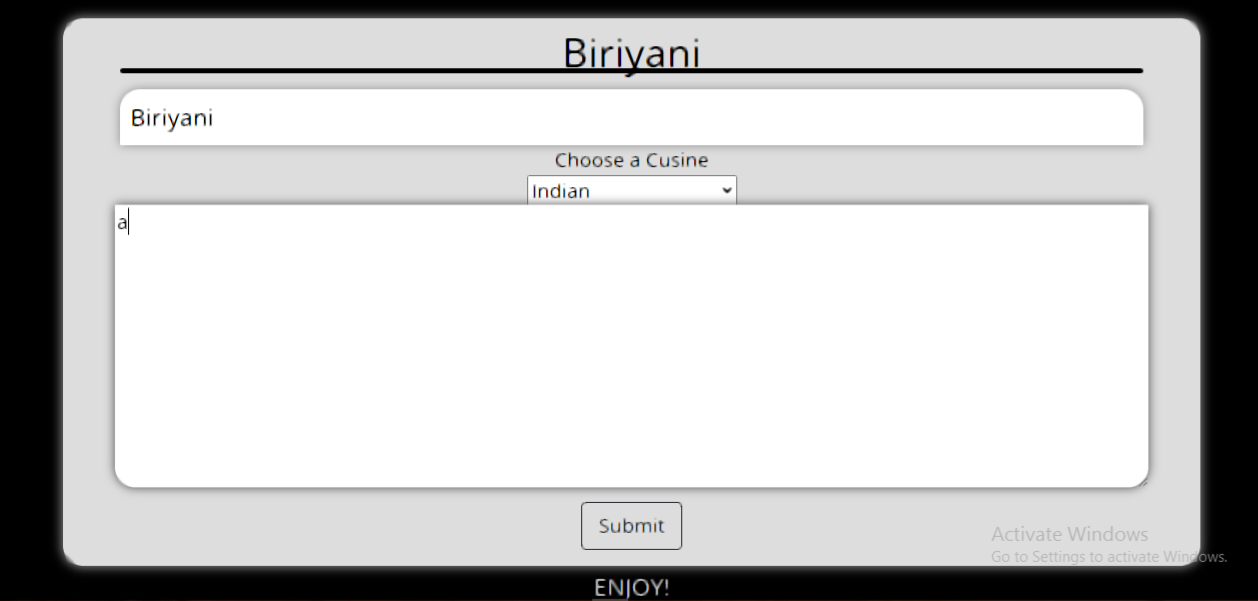 Biriyani
Biriyani
Choose a Cusine
Indian
a
Submit
Activate Windows
Go to Settings to activate Windows.
ENJOY!